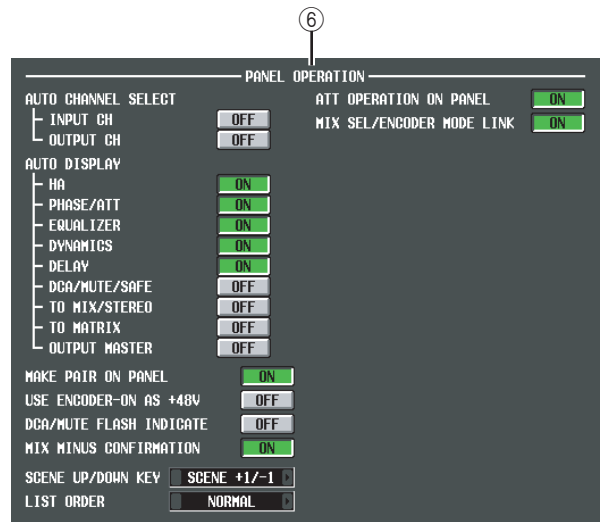 ⑥
PANEL OPERATION
AUTO CHANNEL SELECT
INPUT CH OFF
OUTPUT CH OFF
AUTO DISPLAY
HA ON
PHASE/ATT ON
EQUALIZER ON
DYNAMICS ON
DELAY ON
DCA/MUTE/SAFE OFF
TO MIX/STEREO OFF
TO MATRIX OFF
OUTPUT MASTER OFF
MAKE PAIR ON PANEL ON
USE ENCODER-ON AS +48V OFF
DCA/MUTE FLASH INDICATE OFF
MIX MINUS CONFIRMATION ON
SCENE UP/DOWN KEY SCENE +1/-1
LIST ORDER NORMAL
ATT OPERATION ON PANEL ON
MIX SEL/ENCODER MODE LINK ON